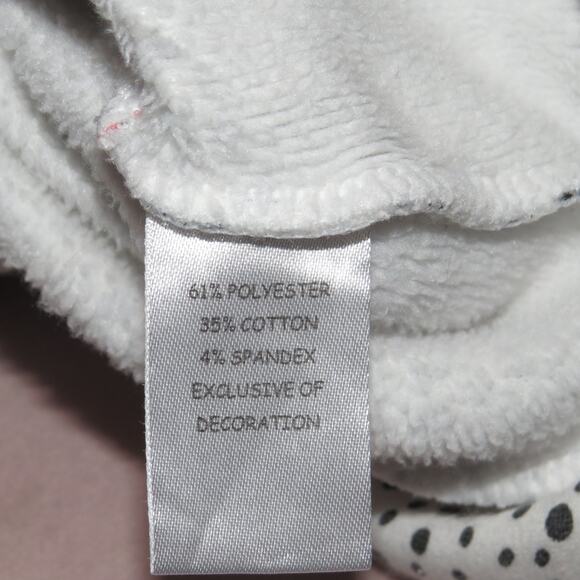 61% POLYESTER
35% COTTON
4% SPANDEX
EXCLUSIVE OF
DECORATION